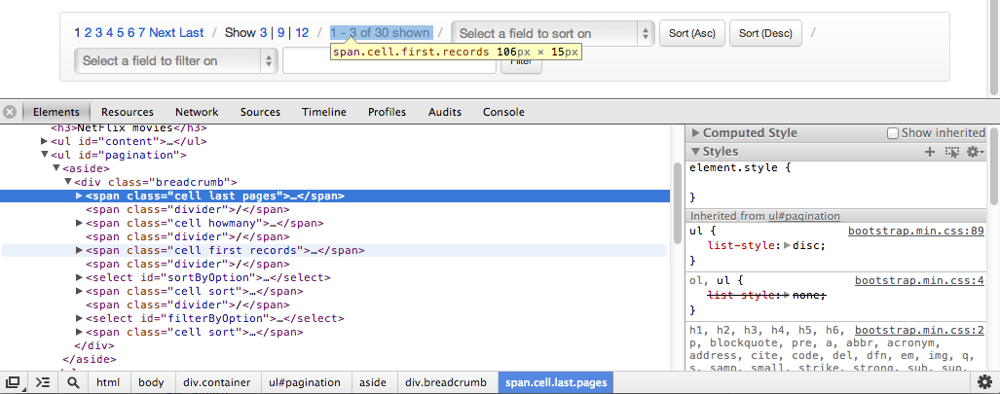 1 2 3 4 5 6 7 Next Last / Show 3 | 9 | 12 / 1 - 3 of 30 shown / Select a field to sort on Sort (Asc) Sort (Desc) /
span.cell.first.records 106px × 15px
Select a field to filter on Filter
Elements Resources Network Sources Timeline Profiles Audits Console
<h3>NetFlix movies</h3>
▶<ul id="content">…</ul>
▼<ul id="pagination">
▼<aside>
▼<div class="breadcrumb">
▶<span class="cell last pages">…</span>
<span class="divider">/</span>
▶<span class="cell howmany">…</span>
<span class="divider">/</span>
▶<span class="cell first records">…</span>
<span class="divider">/</span>
▶<select id="sortByOption">…</select>
▶<span class="cell sort">…</span>
<span class="divider">/</span>
▶<select id="filterByOption">…</select>
▶<span class="cell sort">…</span>
</div>
</aside>
▶ Computed Style Show inherited
▼ Styles
element.style {
}
Inherited from ul#pagination
ul { bootstrap.min.css:89
list-style:▶disc;
}
ol, ul { bootstrap.min.css:4
list-style:▶none;
}
h1, h2, h3, h4, h5, h6, bootstrap.min.css:2
p, blockquote, pre, a, abbr, acronym,
address, cite, code, del, dfn, em, img, q,
s, samp, small, strike, strong, sub, sup,
html body div.container ul#pagination aside div.breadcrumb span.cell.last.pages